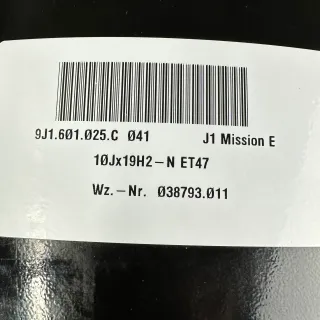 9J1.601.025.C 041 J1 Mission E
10Jx19H2-N ET47
Wz.-Nr. 038793.011